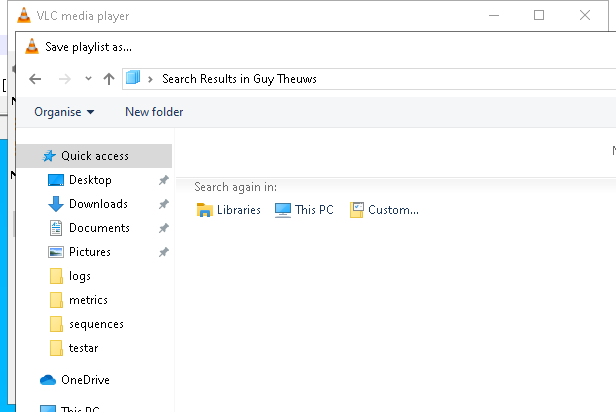 VLC media player
Save playlist as...
Search Results in Guy Theuws
Organise New folder
Quick access
Desktop
Downloads
Documents
Pictures
logs
metrics
sequences
testar
OneDrive
This PC
Search again in:
Libraries This PC Custom...